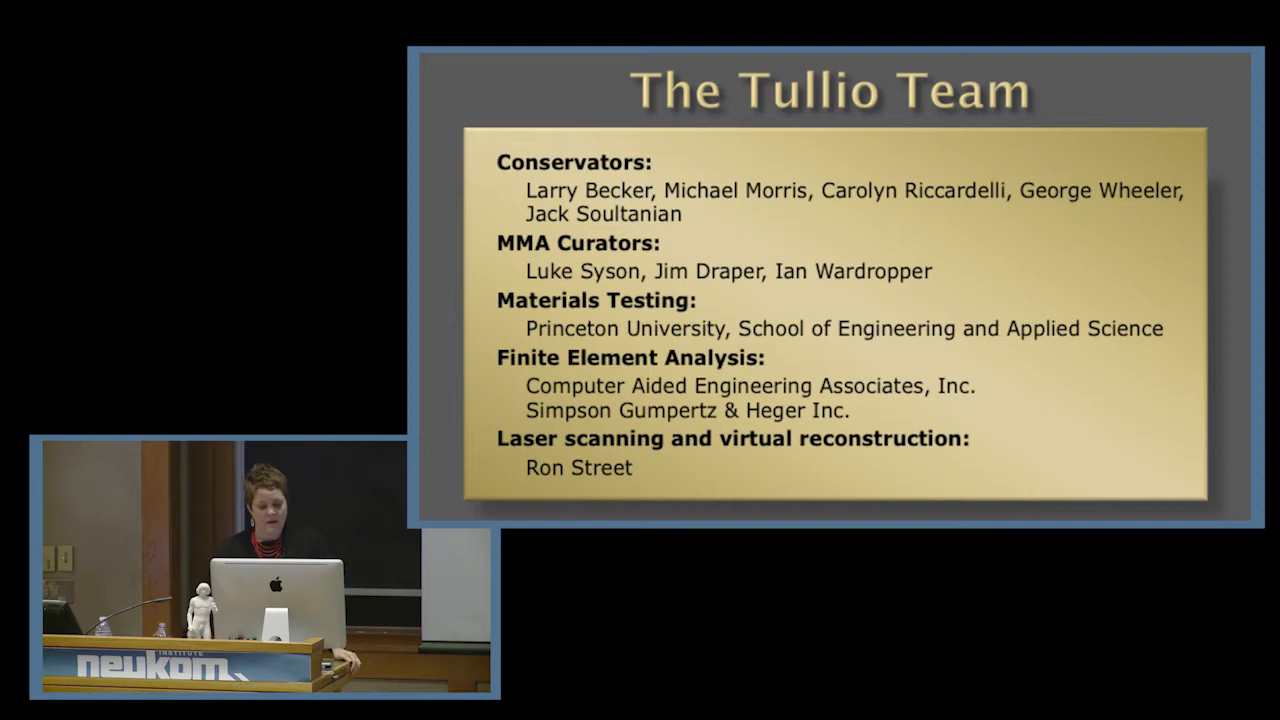 The Tullio Team
Conservators:
Larry Becker, Michael Morris, Carolyn Riccardelli, George Wheeler,
Jack Soultanian
MMA Curators:
Luke Syson, Jim Draper, Ian Wardropper
Materials Testing:
Princeton University, School of Engineering and Applied Science
Finite Element Analysis:
Computer Aided Engineering Associates, Inc.
Simpson Gumpertz & Heger Inc.
Laser scanning and virtual reconstruction:
Ron Street
INSTITUTE
neukom